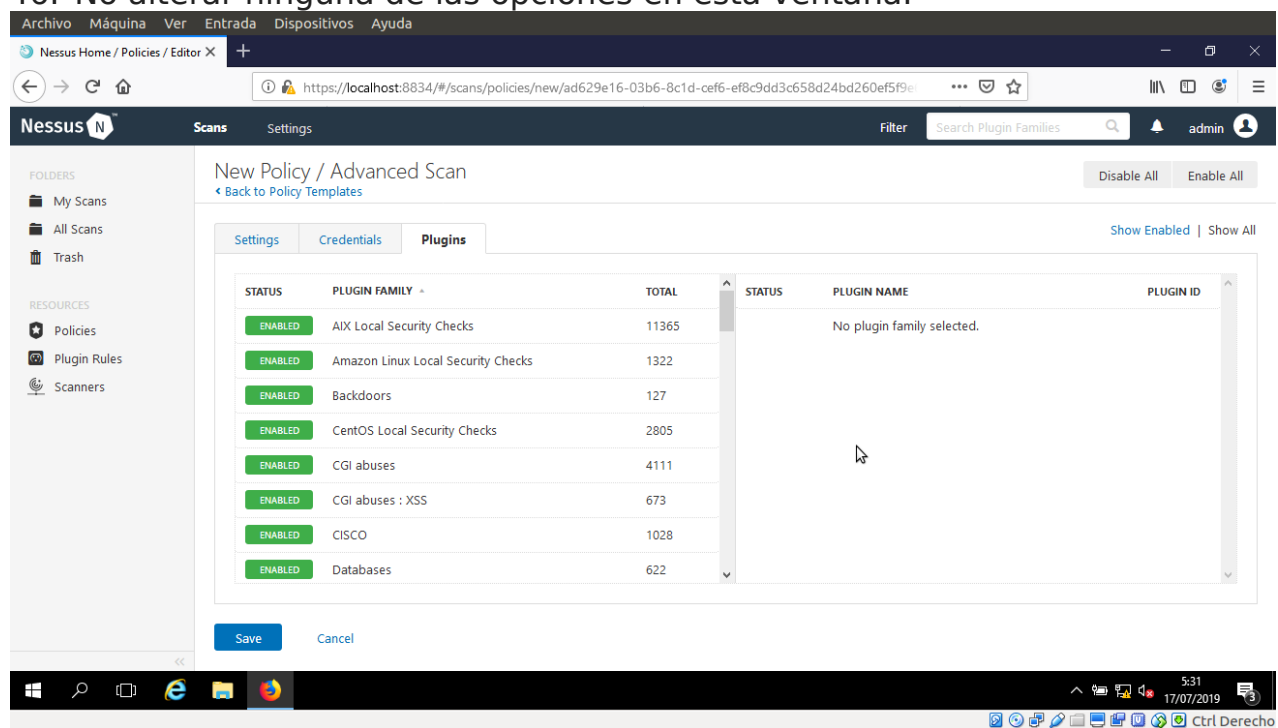 Archivo Máquina Ver Entrada Dispositivos Ayuda
Nessus Home / Policies / Editor
https://localhost:8834/#/scans/policies/new/ad629e16-03b6-8c1d-cef6-ef8c9dd3c658d24bd260ef5f9e
Nessus N
Scans Settings
Filter Search Plugin Families admin
FOLDERS
My Scans
All Scans
Trash
RESOURCES
Policies
Plugin Rules
Scanners
New Policy / Advanced Scan
Back to Policy Templates
Disable All Enable All
Settings Credentials Plugins
Show Enabled | Show All
STATUS PLUGIN FAMILY TOTAL STATUS PLUGIN NAME PLUGIN ID
ENABLED AIX Local Security Checks 11365 No plugin family selected.
ENABLED Amazon Linux Local Security Checks 1322
ENABLED Backdoors 127
ENABLED CentOS Local Security Checks 2805
ENABLED CGI abuses 4111
ENABLED CGI abuses : XSS 673
ENABLED CISCO 1028
ENABLED Databases 622
Save Cancel
5:31
17/07/2019
3
Ctrl Derecho